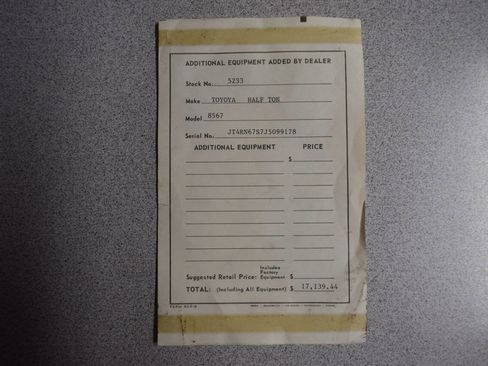 ADDITIONAL EQUIPMENT ADDED BY DEALER
Stock No. 5233
Make TOYOYA HALF TON
Model 8567
Serial No. JT4RN67S7J5099178
ADDITIONAL EQUIPMENT PRICE
$
Includes
Factory
Suggested Retail Price: Equipment $
TOTAL: (Including All Equipment) $ 17,139.44